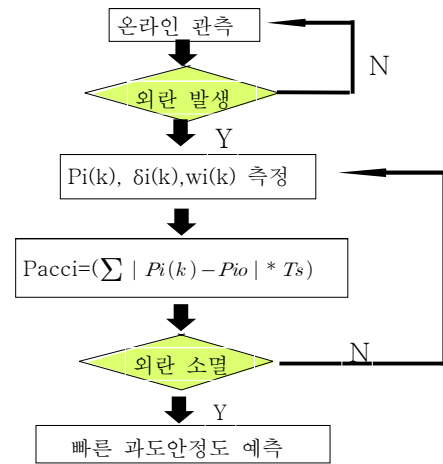 온라인 관측
N
외란 발생
Y
Pi(k), δi(k),wi(k) 측정
Pacci=(∑ | Pi(k)−Pio | * Ts)
외란 소멸
N
Y
빠른 과도안정도 예측